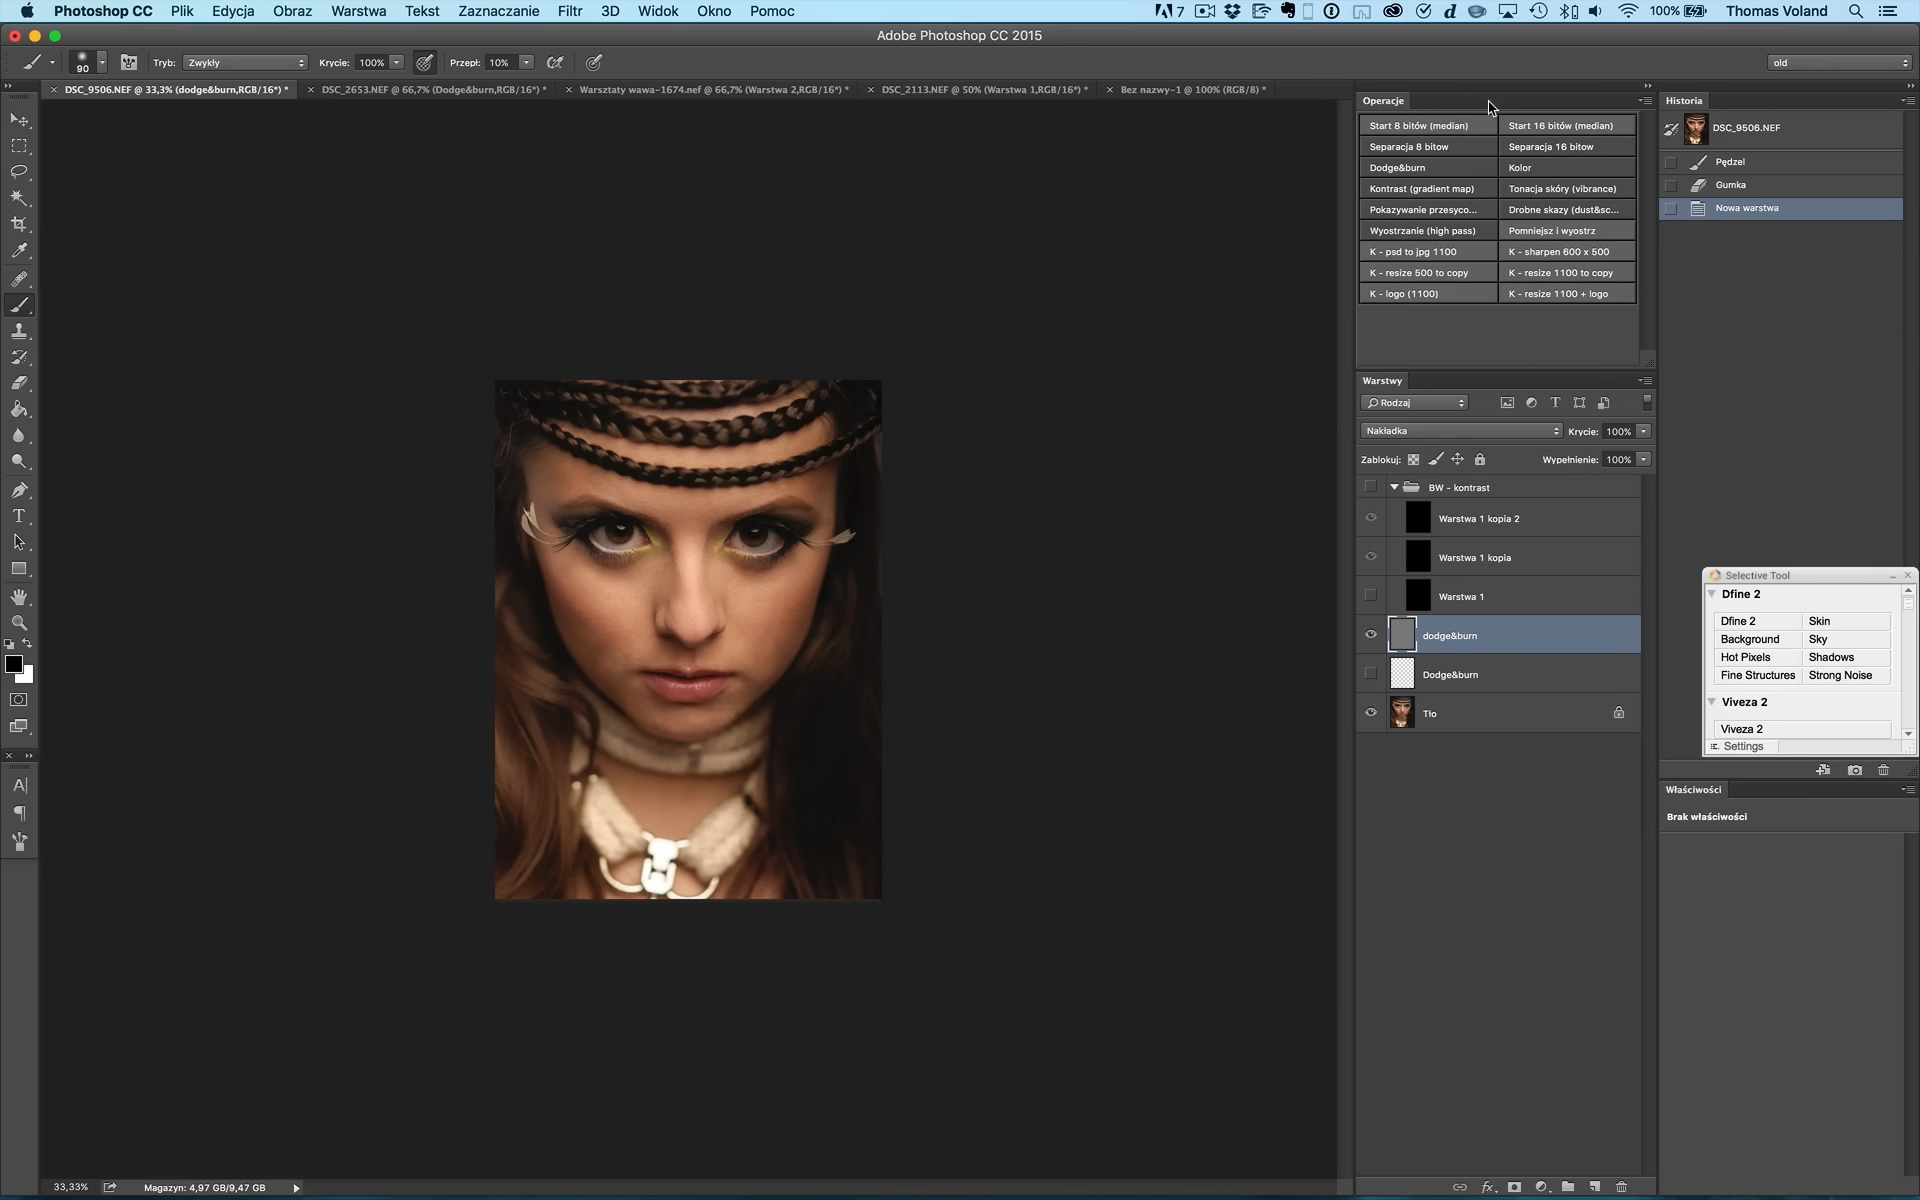 Photoshop CC Plik Edycja Obraz Warstwa Tekst Zaznaczanie Filtr 3D Widok Okno Pomoc 7 100% Thomas Voland
Adobe Photoshop CC 2015
90 Tryb: Zwykły Krycie: 100% Przepł: 10% old
DSC_9506.NEF @ 33,3% (dodge&burn,RGB/16*) * DSC_2653.NEF @ 66,7% (Dodge&burn,RGB/16*) * Warsztaty wawa-1674.nef @ 66,7% (Warstwa 2,RGB/16*) * DSC_2113.NEF @ 50% (Warstwa 1,RGB/16*) * Bez nazwy-1 @ 100% (RGB/8) *
Operacje
Start 8 bitów (median) Start 16 bitów (median)
Separacja 8 bitow Separacja 16 bitow
Dodge&burn Kolor
Kontrast (gradient map) Tonacja skóry (vibrance)
Pokazywanie przesyco... Drobne skazy (dust&sc...
Wyostrzanie (high pass) Pomniejsz i wyostrz
K - psd to jpg 1100 K - sharpen 600 x 500
K - resize 500 to copy K - resize 1100 to copy
K - logo (1100) K - resize 1100 + logo
Historia
DSC_9506.NEF
Pędzel
Gumka
Nowa warstwa
Warstwy
Rodzaj
Nakładka Krycie: 100%
Zablokuj: Wypełnienie: 100%
BW - kontrast
Warstwa 1 kopia 2
Warstwa 1 kopia
Warstwa 1
dodge&burn
Dodge&burn
Tło
Selective Tool
Dfine 2
Dfine 2 Skin
Background Sky
Hot Pixels Shadows
Fine Structures Strong Noise
Viveza 2
Viveza 2
Settings
Właściwości
Brak właściwości
33,33% Magazyn: 4,97 GB/9,47 GB